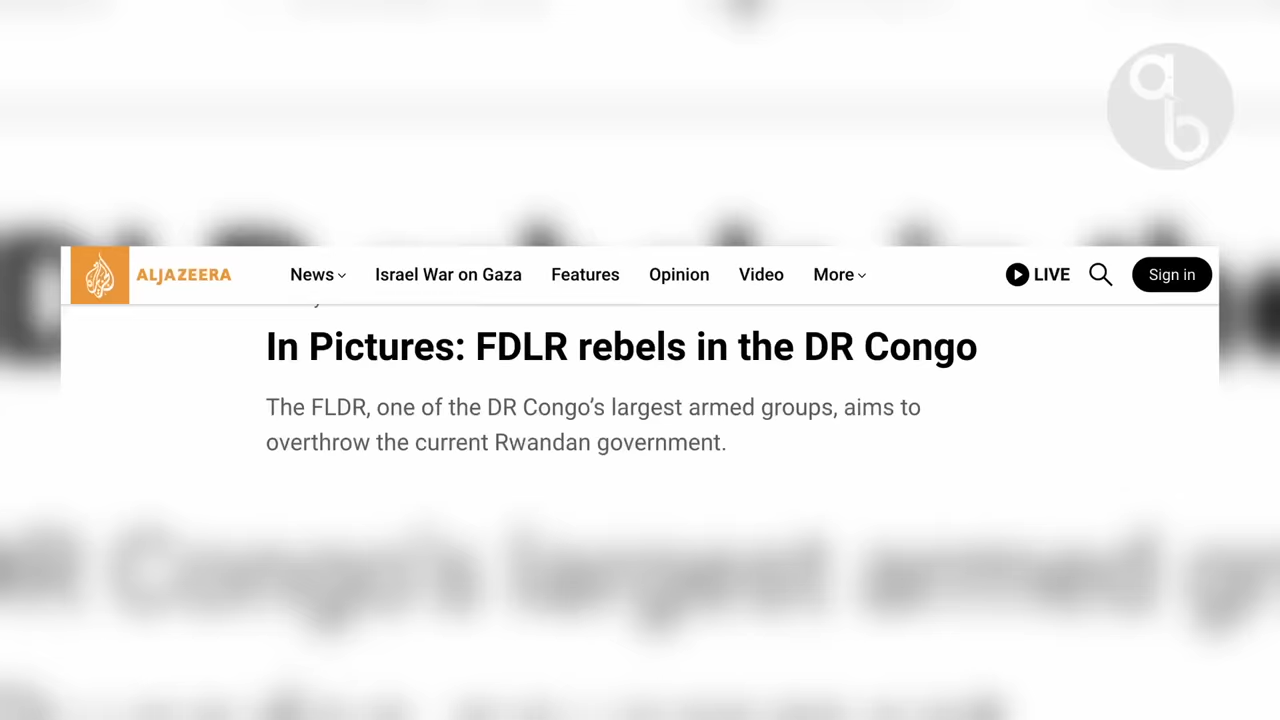 ab
ALJAZEERA News Israel War on Gaza Features Opinion Video More LIVE Sign in
In Pictures: FDLR rebels in the DR Congo
The FLDR, one of the DR Congo’s largest armed groups, aims to
overthrow the current Rwandan government.